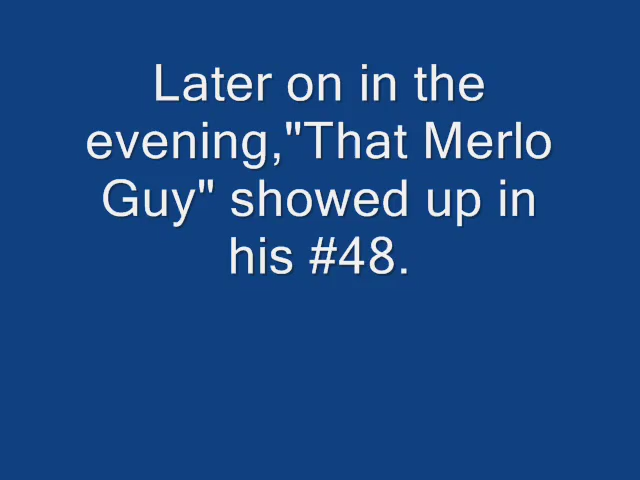 Later on in the
evening,"That Merlo
Guy" showed up in
his #48.